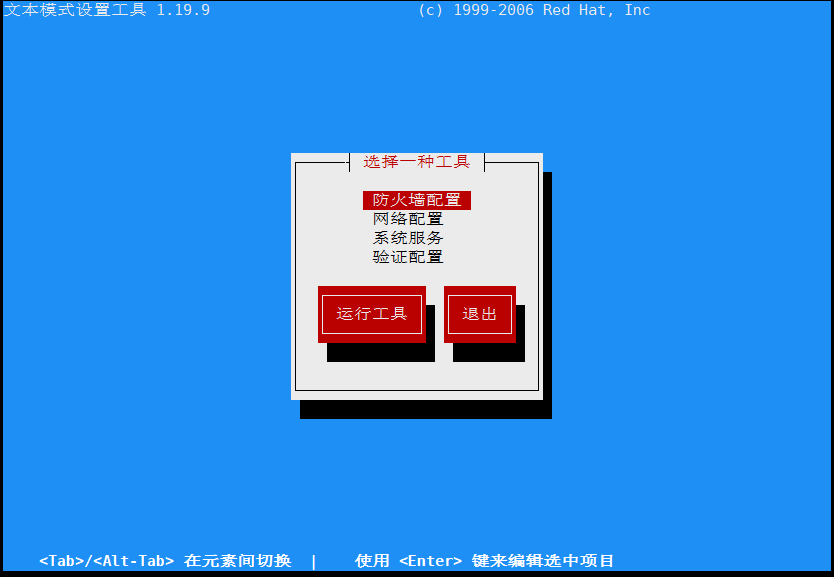 文本模式设置工具 1.19.9 (c) 1999-2006 Red Hat, Inc
选择一种工具
防火墙配置
网络配置
系统服务
验证配置
运行工具 退出
<Tab>/<Alt-Tab> 在元素间切换 | 使用 <Enter> 键来编辑选中项目